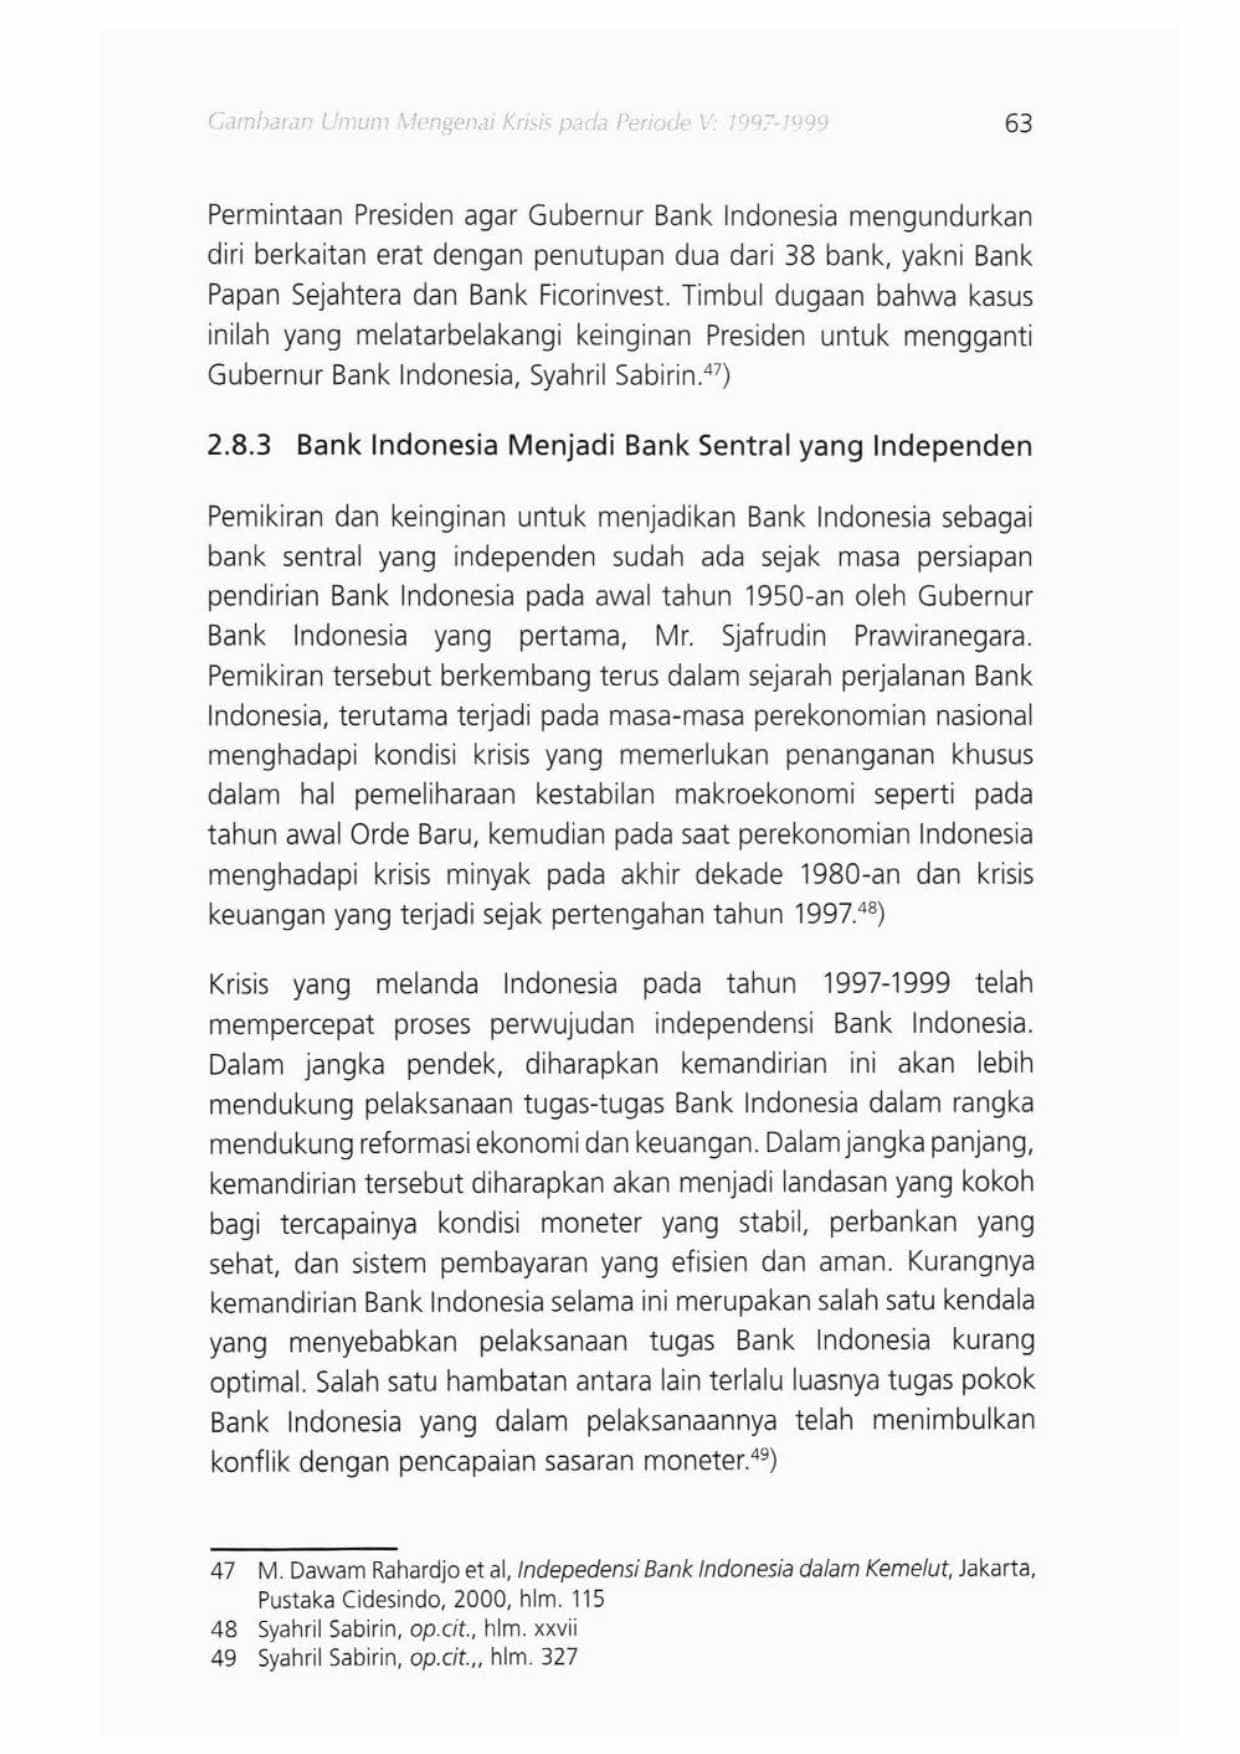 Gambaran Umum Mengenai Krisis pada Periode V: 1997-1999 63
Permintaan Presiden agar Gubernur Bank Indonesia mengundurkan
diri berkaitan erat dengan penutupan dua dari 38 bank, yakni Bank
Papan Sejahtera dan Bank Ficorinvest. Timbul dugaan bahwa kasus
inilah yang melatarbelakangi keinginan Presiden untuk mengganti
Gubernur Bank Indonesia, Syahril Sabirin.47)
2.8.3 Bank Indonesia Menjadi Bank Sentral yang Independen
Pemikiran dan keinginan untuk menjadikan Bank Indonesia sebagai
bank sentral yang independen sudah ada sejak masa persiapan
pendirian Bank Indonesia pada awal tahun 1950-an oleh Gubernur
Bank Indonesia yang pertama, Mr. Sjafrudin Prawiranegara.
Pemikiran tersebut berkembang terus dalam sejarah perjalanan Bank
Indonesia, terutama terjadi pada masa-masa perekonomian nasional
menghadapi kondisi krisis yang memerlukan penanganan khusus
dalam hal pemeliharaan kestabilan makroekonomi seperti pada
tahun awal Orde Baru, kemudian pada saat perekonomian Indonesia
menghadapi krisis minyak pada akhir dekade 1980-an dan krisis
keuangan yang terjadi sejak pertengahan tahun 1997.48)
Krisis yang melanda Indonesia pada tahun 1997-1999 telah
mempercepat proses perwujudan independensi Bank Indonesia.
Dalam jangka pendek, diharapkan kemandirian ini akan lebih
mendukung pelaksanaan tugas-tugas Bank Indonesia dalam rangka
mendukung reformasi ekonomi dan keuangan. Dalam jangka panjang,
kemandirian tersebut diharapkan akan menjadi landasan yang kokoh
bagi tercapainya kondisi moneter yang stabil, perbankan yang
sehat, dan sistem pembayaran yang efisien dan aman. Kurangnya
kemandirian Bank Indonesia selama ini merupakan salah satu kendala
yang menyebabkan pelaksanaan tugas Bank Indonesia kurang
optimal. Salah satu hambatan antara lain terlalu luasnya tugas pokok
Bank Indonesia yang dalam pelaksanaannya telah menimbulkan
konflik dengan pencapaian sasaran moneter.49)
47 M. Dawam Rahardjo et al, Indepedensi Bank Indonesia dalam Kemelut, Jakarta,
Pustaka Cidesindo, 2000, hlm. 115
48 Syahril Sabirin, op.cit., hlm. xxvii
49 Syahril Sabirin, op.cit.,, hlm. 327